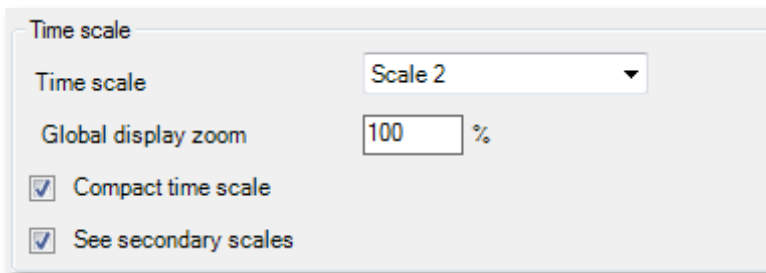 Time scale
Time scale Scale 2
Global display zoom 100 %
Compact time scale
See secondary scales